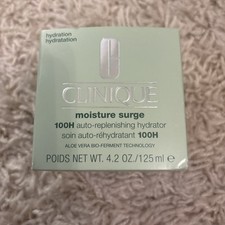 hydration
hydratation
CLINIQUE
moisture surge
100H auto-replenishing hydrator
soin auto-réhydratant 100H
ALOE VERA BIO-FERMENT TECHNOLOGY
POIDS NET WT. 4.2 OZ./125 ml ℮